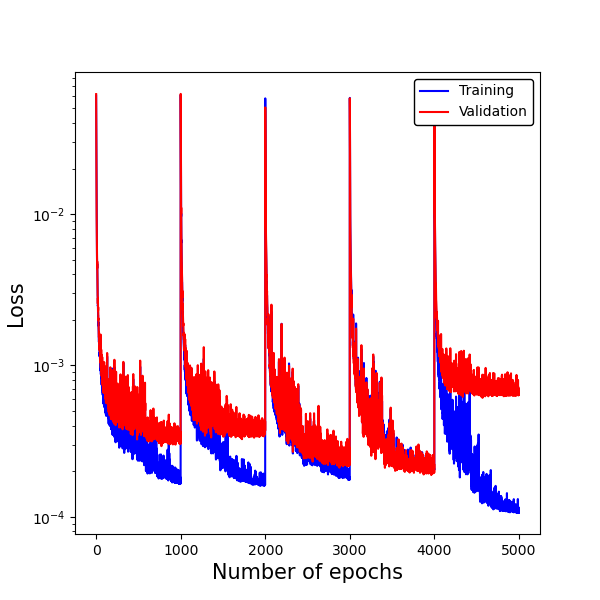 Training
Validation
Loss
10⁻²
10⁻³
10⁻⁴
0 1000 2000 3000 4000 5000
Number of epochs